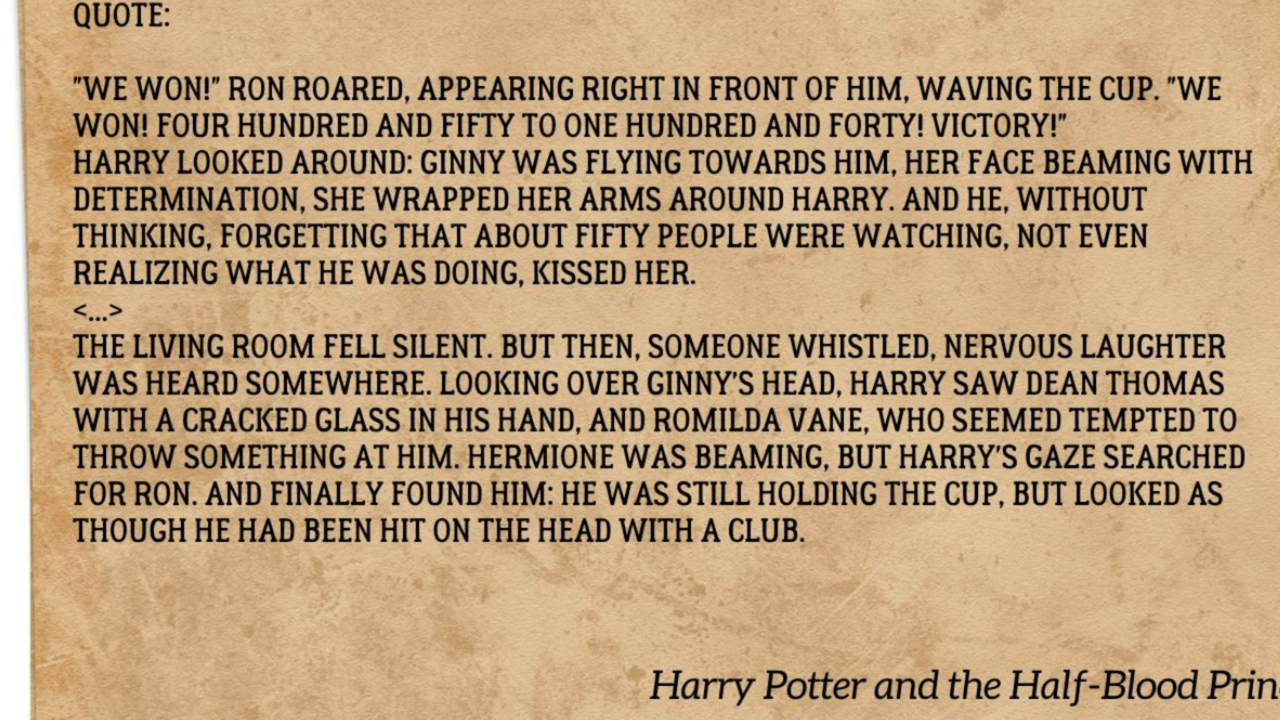 QUOTE:
"WE WON!" RON ROARED, APPEARING RIGHT IN FRONT OF HIM, WAVING THE CUP. "WE
WON! FOUR HUNDRED AND FIFTY TO ONE HUNDRED AND FORTY! VICTORY!"
HARRY LOOKED AROUND: GINNY WAS FLYING TOWARDS HIM, HER FACE BEAMING WITH
DETERMINATION, SHE WRAPPED HER ARMS AROUND HARRY. AND HE, WITHOUT
THINKING, FORGETTING THAT ABOUT FIFTY PEOPLE WERE WATCHING, NOT EVEN
REALIZING WHAT HE WAS DOING, KISSED HER.
<...>
THE LIVING ROOM FELL SILENT. BUT THEN, SOMEONE WHISTLED, NERVOUS LAUGHTER
WAS HEARD SOMEWHERE. LOOKING OVER GINNY'S HEAD, HARRY SAW DEAN THOMAS
WITH A CRACKED GLASS IN HIS HAND, AND ROMILDA VANE, WHO SEEMED TEMPTED TO
THROW SOMETHING AT HIM. HERMIONE WAS BEAMING, BUT HARRY'S GAZE SEARCHED
FOR RON. AND FINALLY FOUND HIM: HE WAS STILL HOLDING THE CUP, BUT LOOKED AS
THOUGH HE HAD BEEN HIT ON THE HEAD WITH A CLUB.
Harry Potter and the Half-Blood Prin